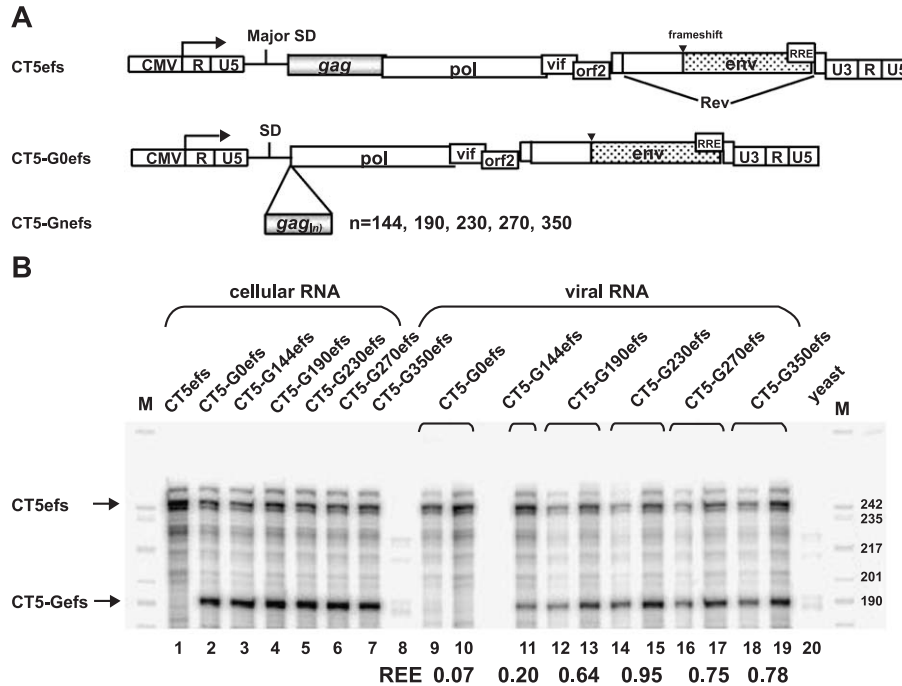 A
Major SD
frameshift
CT5efs
CMV R U5
gag
pol
vif
orf2
env
RRE
U3 R U5
Rev
SD
CT5-G0efs
CMV R U5
pol
vif
orf2
env
RRE
U3 R U5
CT5-Gnefs
gag(n)
n=144, 190, 230, 270, 350
B
cellular RNA
viral RNA
M
CT5efs
CT5-G0efs
CT5-G144efs
CT5-G190efs
CT5-G230efs
CT5-G270efs
CT5-G350efs
CT5-G0efs
CT5-G144efs
CT5-G190efs
CT5-G230efs
CT5-G270efs
CT5-G350efs
yeast
M
CT5efs
242
235
217
201
CT5-Gefs
190
1 2 3 4 5 6 7 8 9 10 11 12 13 14 15 16 17 18 19 20
REE 0.07 0.20 0.64 0.95 0.75 0.78